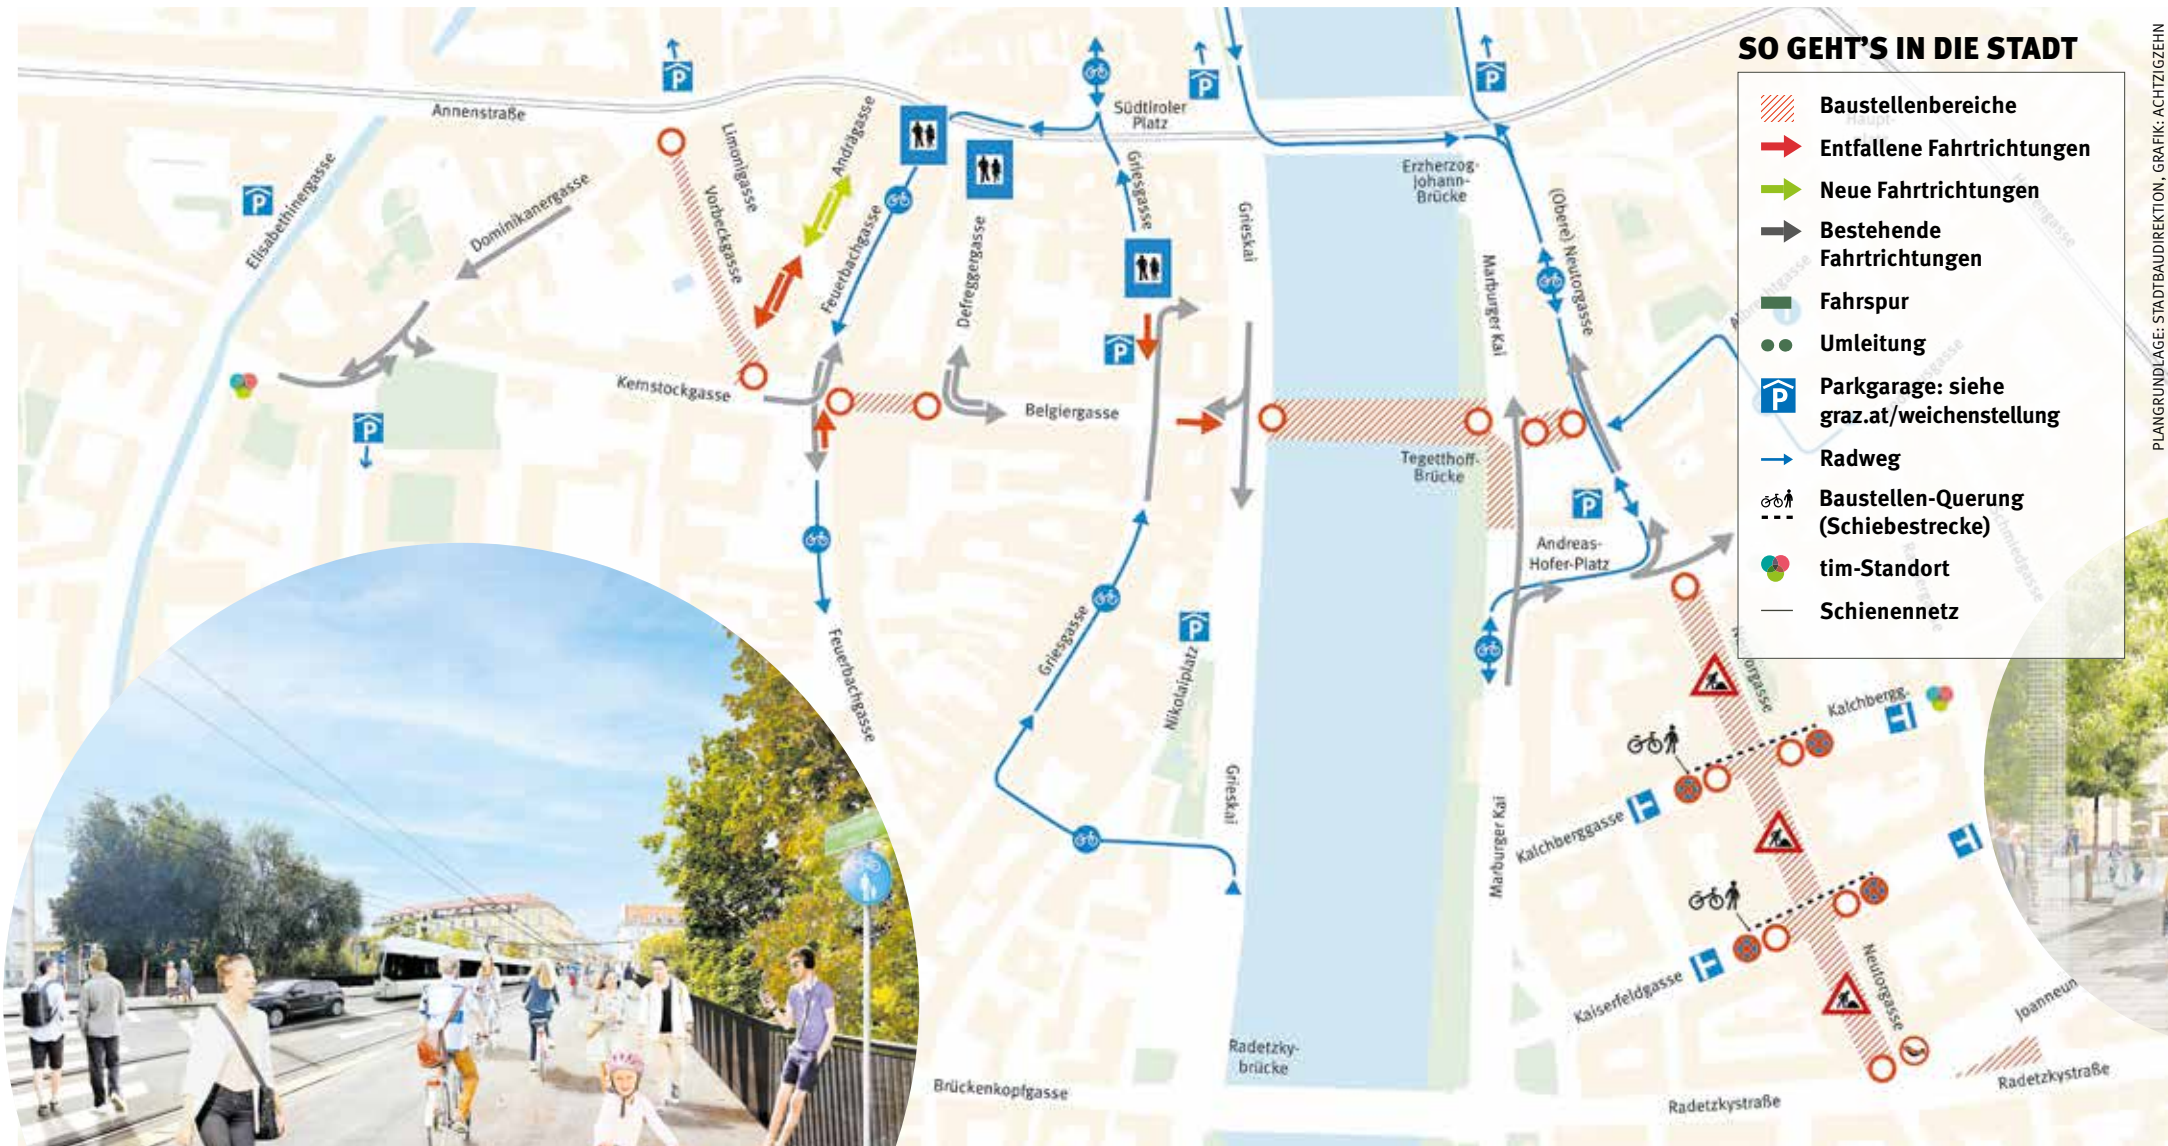 SO GEHT'S IN DIE STADT
Baustellenbereiche
Entfallene Fahrtrichtungen
Neue Fahrtrichtungen
Bestehende
Fahrtrichtungen
Fahrspur
Umleitung
P
Parkgarage: siehe
graz.at/weichenstellung
Radweg
Baustellen-Querung
(Schiebestrecke)
tim-Standort
Schienennetz
PLANGRUNDLAGE: STADTBAUDIREKTION, GRAFIK: ACHTZIGZEHN
P
P
P
Annenstraße
Südtiroler
Platz
Limonigasse
Andrägasse
Vorbeckgasse
Elisabethinergasse
P
Dominikanergasse
Feuerbachgasse
Defreggergasse
Griesgasse
Grieskai
Erzherzog-
Johann-
Brücke
(Obere) Neutorgasse
Marburger Kai
P
Kernstockgasse
Belgiergasse
P
Tegetthoff-
Brücke
P
Andreas-
Hofer-Platz
Griesgasse
P
Nikolaiplatz
Feuerbachgasse
Grieskai
Marburger Kai
Kalchbergg-
Kalchberggasse
Kaiserfeldgasse
Neutorgasse
Joanneum
Radetzky-
brücke
Brückenkopfgasse
Radetzkystraße
Radetzkystraße